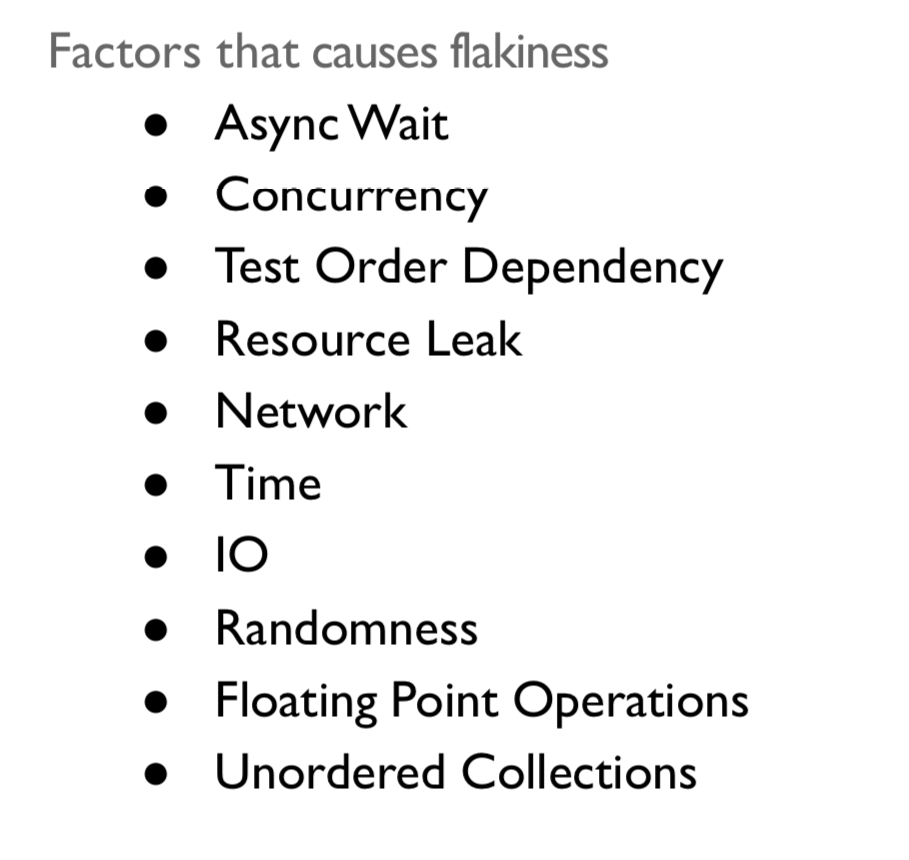 Factors that causes flakiness
● Async Wait
● Concurrency
● Test Order Dependency
● Resource Leak
● Network
● Time
● IO
● Randomness
● Floating Point Operations
● Unordered Collections